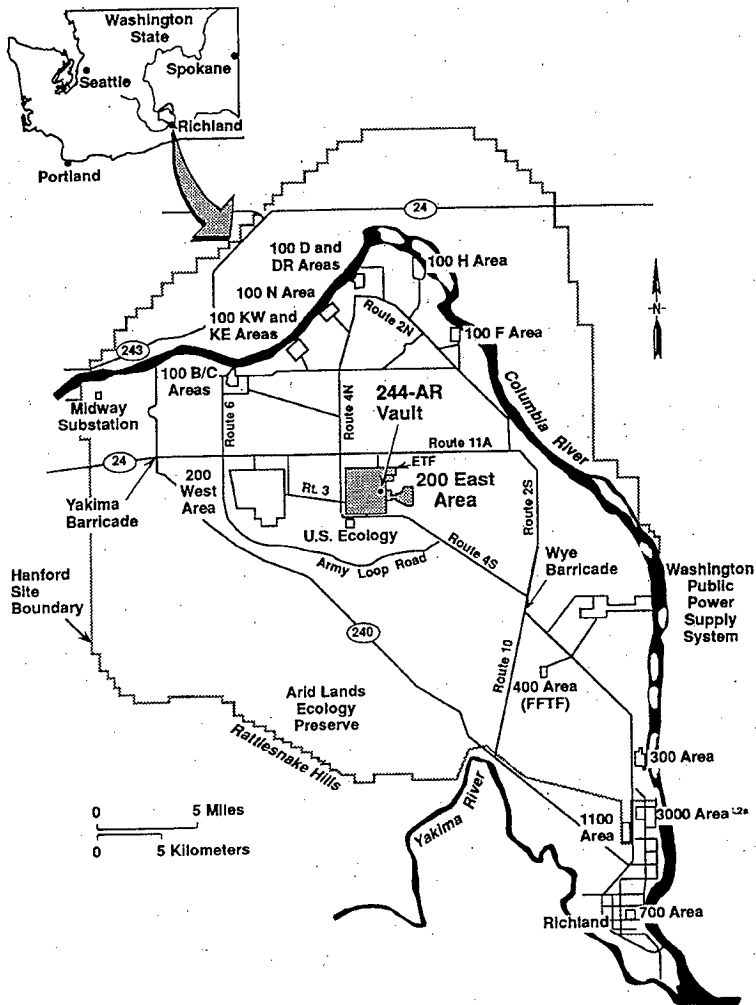 Washington
State
Seattle
Spokane
Richland
Portland
24
100 D and
DR Areas
100 H Area
100 N Area
Route 2N
100 KW and
KE Areas
100 F Area
N
243
100 B/C
Areas
Midway
Substation
Route 6
Route 4N
244-AR
Vault
Columbia River
Route 11A
24
ETF
200
West
Area
Rt. 3
200 East
Area
Route 2S
Yakima
Barricade
U.S. Ecology
Army Loop Road
Route 4S
Wye
Barricade
Hanford
Site
Boundary
Washington
Public
Power
Supply
System
240
Route 10
400 Area
(FFTF)
Arid Lands
Ecology
Preserve
Rattlesnake Hills
300 Area
0 5 Miles
0 5 Kilometers
Yakima River
1100
Area
3000 Area
L2a
Richland
700 Area